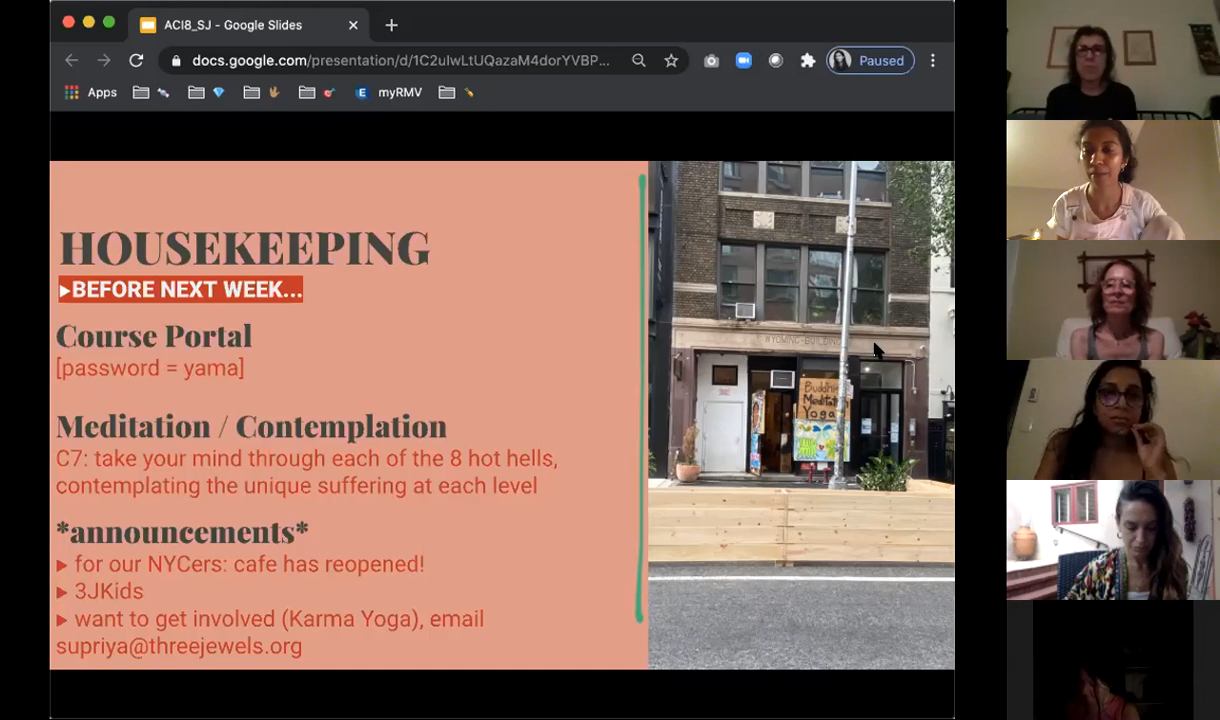 ACI8_SJ - Google Slides
docs.google.com/presentation/d/1C2ulwLtUQazaM4dorYVBP...
Paused
Apps
myRMV
HOUSEKEEPING
▸BEFORE NEXT WEEK...
Course Portal
[password = yama]
Meditation / Contemplation
C7: take your mind through each of the 8 hot hells,
contemplating the unique suffering at each level
*announcements*
▸ for our NYCers: cafe has reopened!
▸ 3JKids
▸ want to get involved (Karma Yoga), email
supriya@threejewels.org
Meditati
Yoga